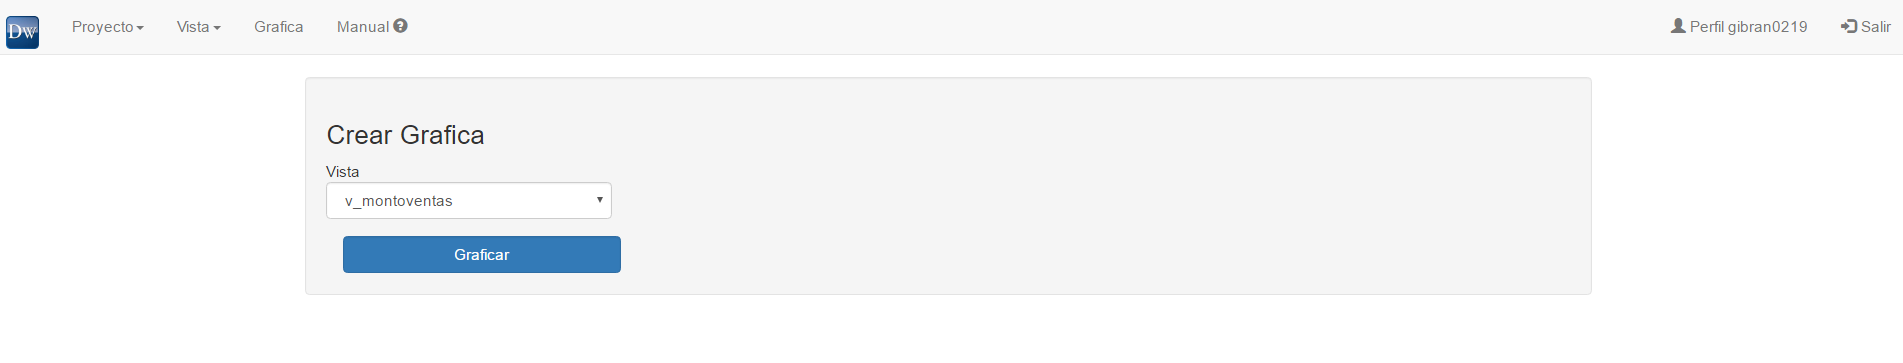 DW Proyecto Vista Grafica Manual Perfil gibran0219 Salir
Crear Grafica
Vista
v_montoventas
Graficar